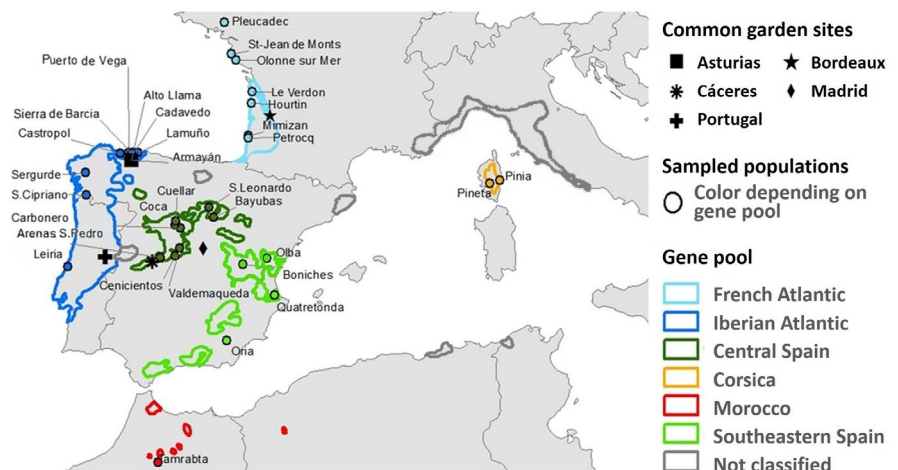 Pleucadec
St-Jean de Monts
Olonne sur Mer
Puerto de Vega
Le Verdon
Hourtin
Mimizan
Petrocq
Alto Llama
Cadavedo
Sierra de Barcia
Castropol
Lamuño
Armayán
Sergurde
S.Cipriano
Cuellar
Coca
S.Leonardo
Bayubas
Carbonero
Arenas S.Pedro
Leiria
Cenicientos
Valdemaqueda
Olba
Boniches
Quatretonda
Oria
Pinia
Pineta
Tamrabta
Common garden sites
Asturias
Bordeaux
Cáceres
Madrid
Portugal
Sampled populations
Color depending on
gene pool
Gene pool
French Atlantic
Iberian Atlantic
Central Spain
Corsica
Morocco
Southeastern Spain
Not classified